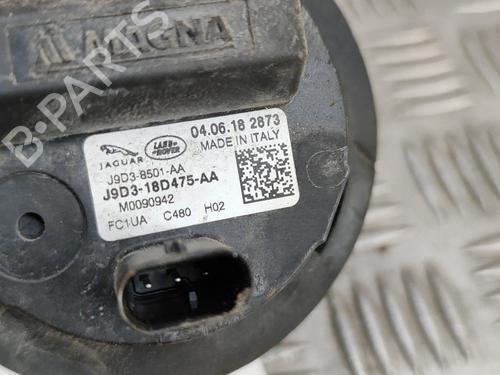 MAGNA
JAGUAR
LAND-
ROVER
04.06.18 2873
MADE IN ITALY
J9D3-8501-AA
J9D3-18D475-AA
M0090942
FC1UA C480 H02